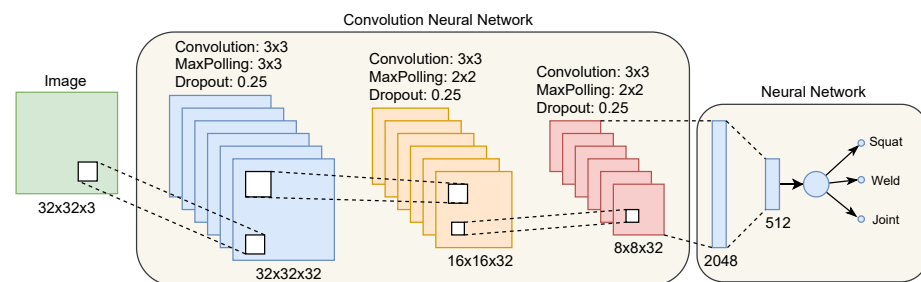 Convolution Neural Network
Convolution: 3x3
MaxPolling: 3x3
Dropout: 0.25
Convolution: 3x3
MaxPolling: 2x2
Dropout: 0.25
Convolution: 3x3
MaxPolling: 2x2
Dropout: 0.25
Image
Neural Network
Squat
Weld
Joint
32x32x3
32x32x32
16x16x32
8x8x32
2048
512